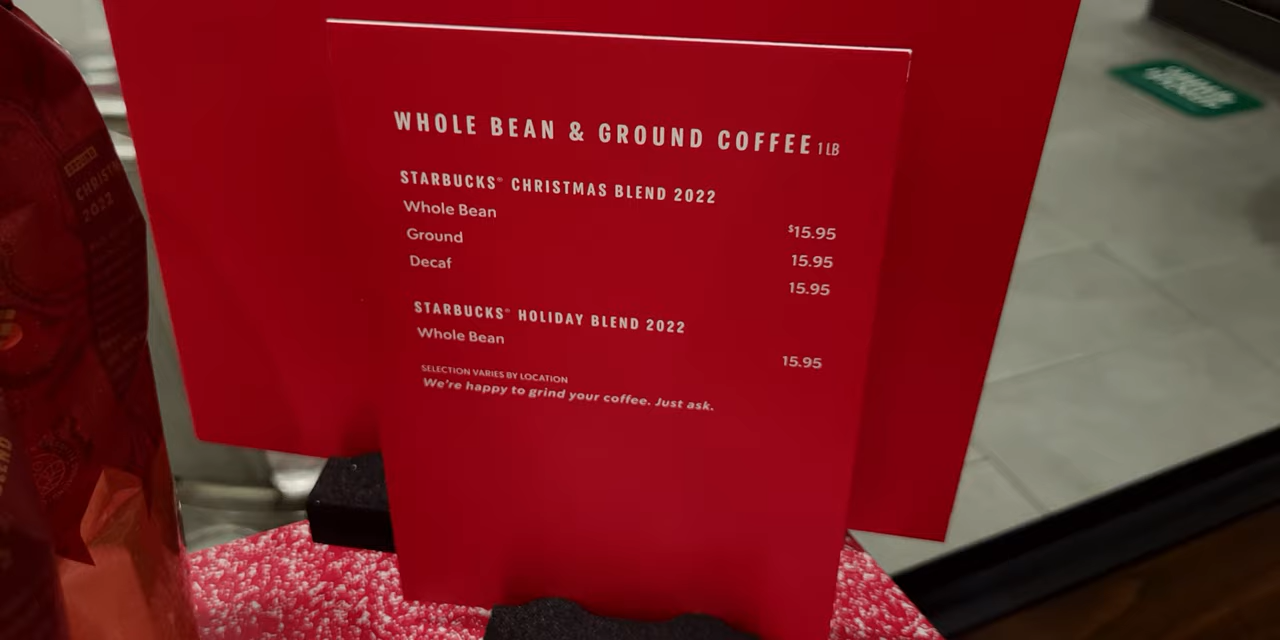 WHOLE BEAN & GROUND COFFEE 1 LB
STARBUCKS® CHRISTMAS BLEND 2022
Whole Bean $15.95
Ground 15.95
Decaf 15.95
STARBUCKS® HOLIDAY BLEND 2022
Whole Bean 15.95
SELECTION VARIES BY LOCATION
We're happy to grind your coffee. Just ask.
2022